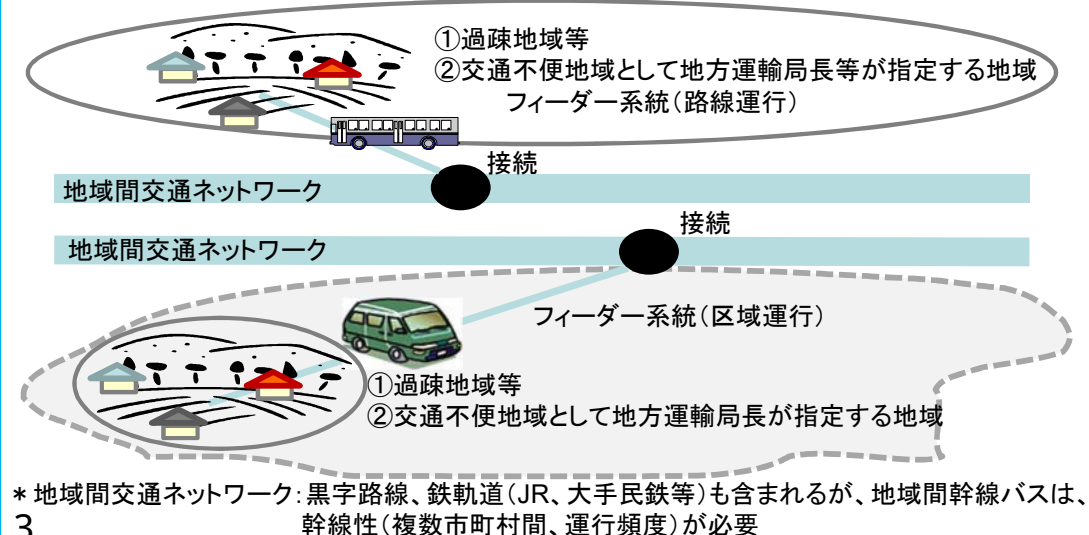 ①過疎地域等
②交通不便地域として地方運輸局長等が指定する地域
フィーダー系統(路線運行)
接続
地域間交通ネットワーク
接続
地域間交通ネットワーク
フィーダー系統(区域運行)
①過疎地域等
②交通不便地域として地方運輸局長が指定する地域
*地域間交通ネットワーク:黒字路線、鉄軌道(JR、大手民鉄等)も含まれるが、地域間幹線バスは、
幹線性(複数市町村間、運行頻度)が必要
3